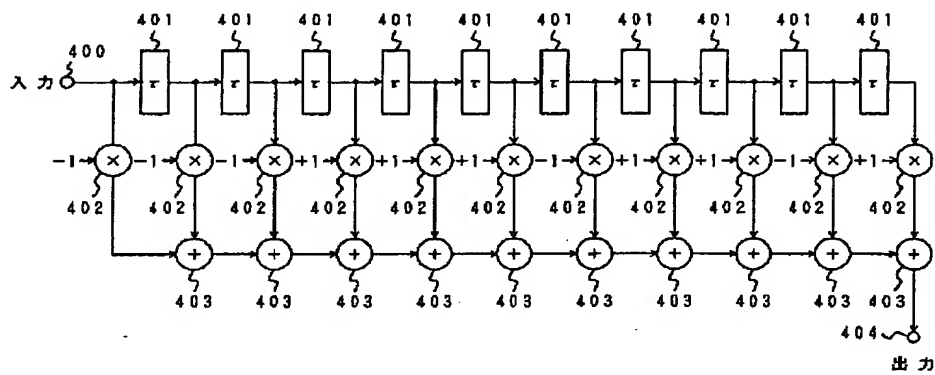 401 401 401 401 401 401 401 401 401 401
400
入力 τ τ τ τ τ τ τ τ τ τ
-1 × -1 × -1 × +1 × +1 × +1 × -1 × +1 × +1 × -1 × +1 ×
402 402 402 402 402 402 402 402 402 402 402
+ + + + + + + + + +
403 403 403 403 403 403 403 403 403 403
404
出力